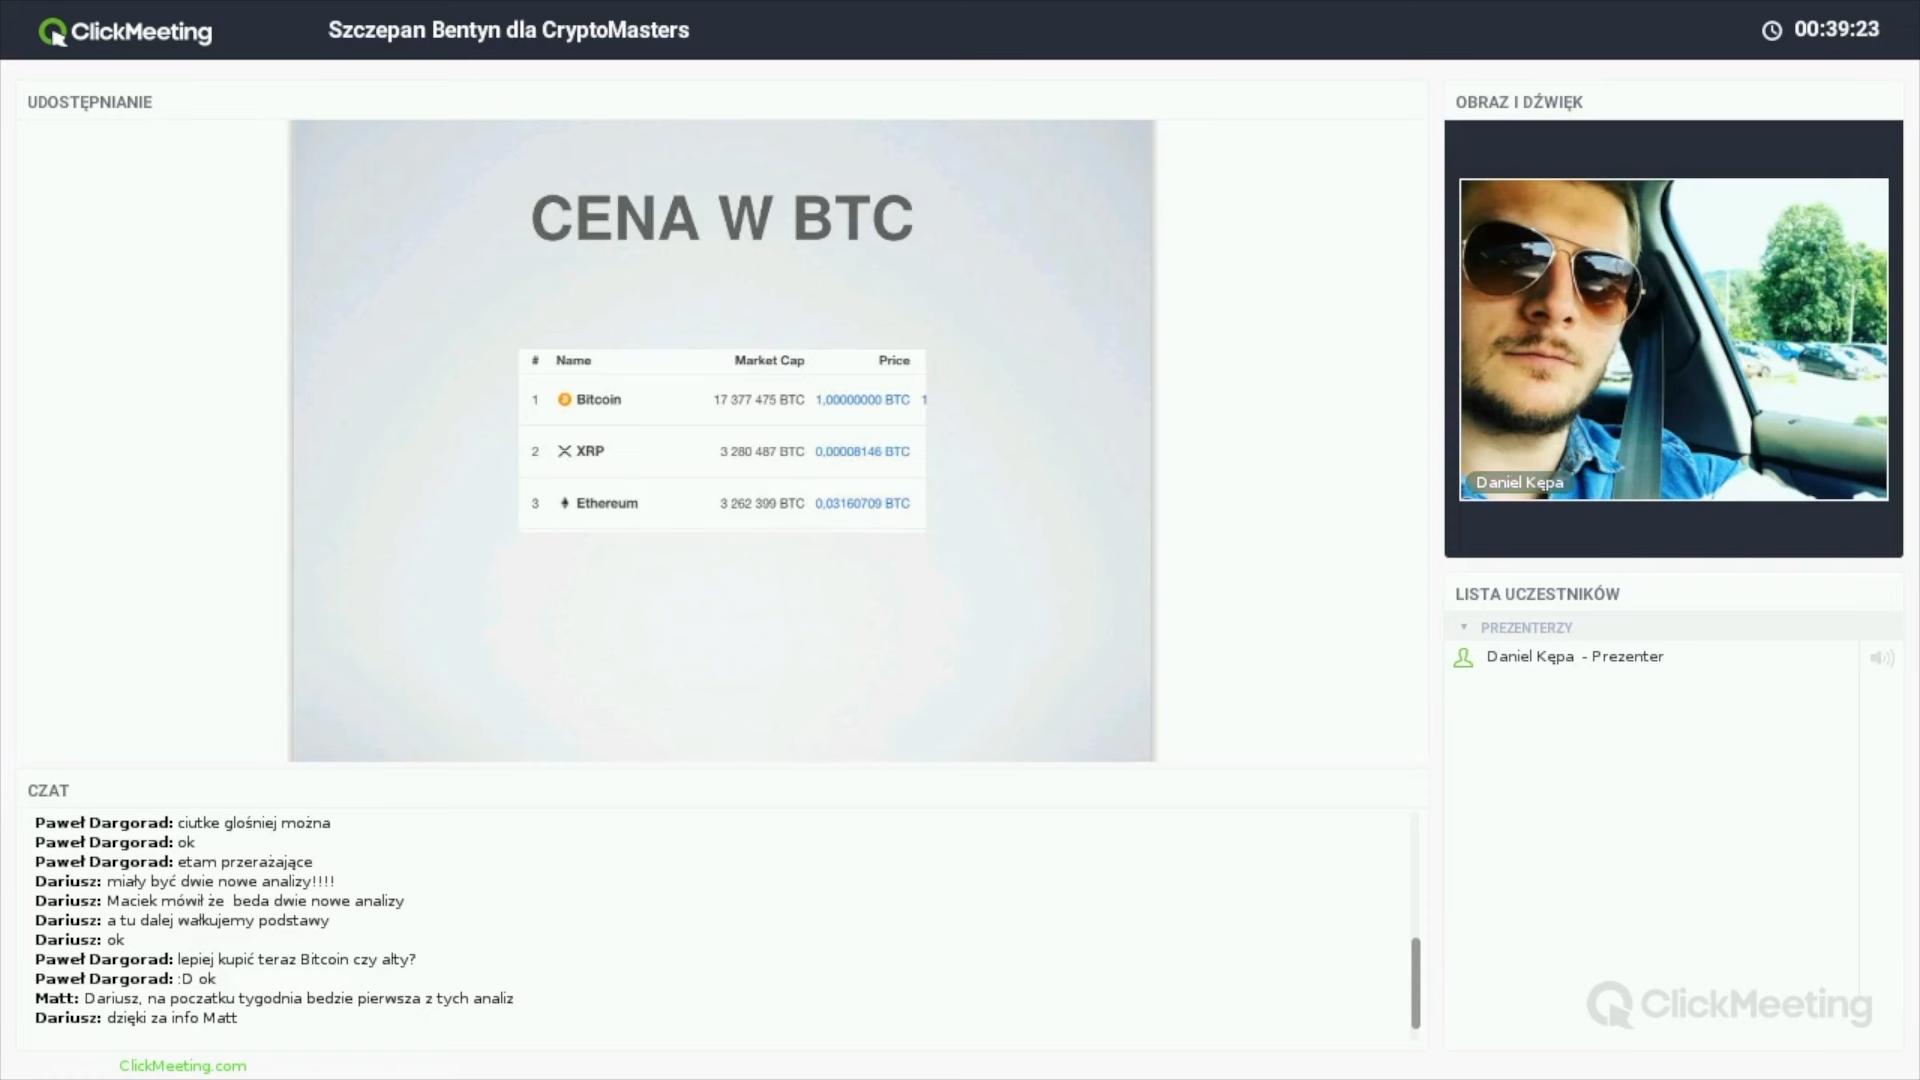 ClickMeeting
Szczepan Bentyn dla CryptoMasters
00:39:23
UDOSTĘPNIANIE
CENA W BTC
# Name Market Cap Price
1 Bitcoin 17 377 475 BTC 1,00000000 BTC 1
2 XRP 3 280 487 BTC 0,00008146 BTC
3 Ethereum 3 262 399 BTC 0,03160709 BTC
OBRAZ I DŹWIĘK
Daniel Kępa
LISTA UCZESTNIKÓW
PREZENTERZY
Daniel Kępa - Prezenter
CZAT
Paweł Dargorad: ciutke glośniej można
Paweł Dargorad: ok
Paweł Dargorad: etam przerażające
Dariusz: miały być dwie nowe analizy!!!!
Dariusz: Maciek mówił że beda dwie nowe analizy
Dariusz: a tu dalej wałkujemy podstawy
Dariusz: ok
Paweł Dargorad: lepiej kupić teraz Bitcoin czy ałty?
Paweł Dargorad: :D ok
Matt: Dariusz, na poczatku tygodnia bedzie pierwsza z tych analiz
Dariusz: dzięki za info Matt
ClickMeeting
ClickMeeting.com